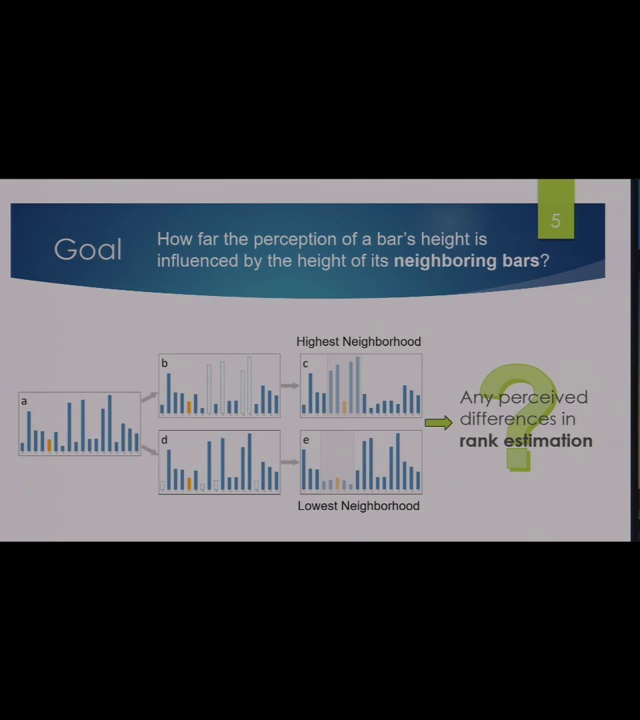 5
Goal
How far the perception of a bar's height is
influenced by the height of its neighboring bars?
Highest Neighborhood
a
b
c
d
e
Lowest Neighborhood
Any perceived
differences in
rank estimation
?